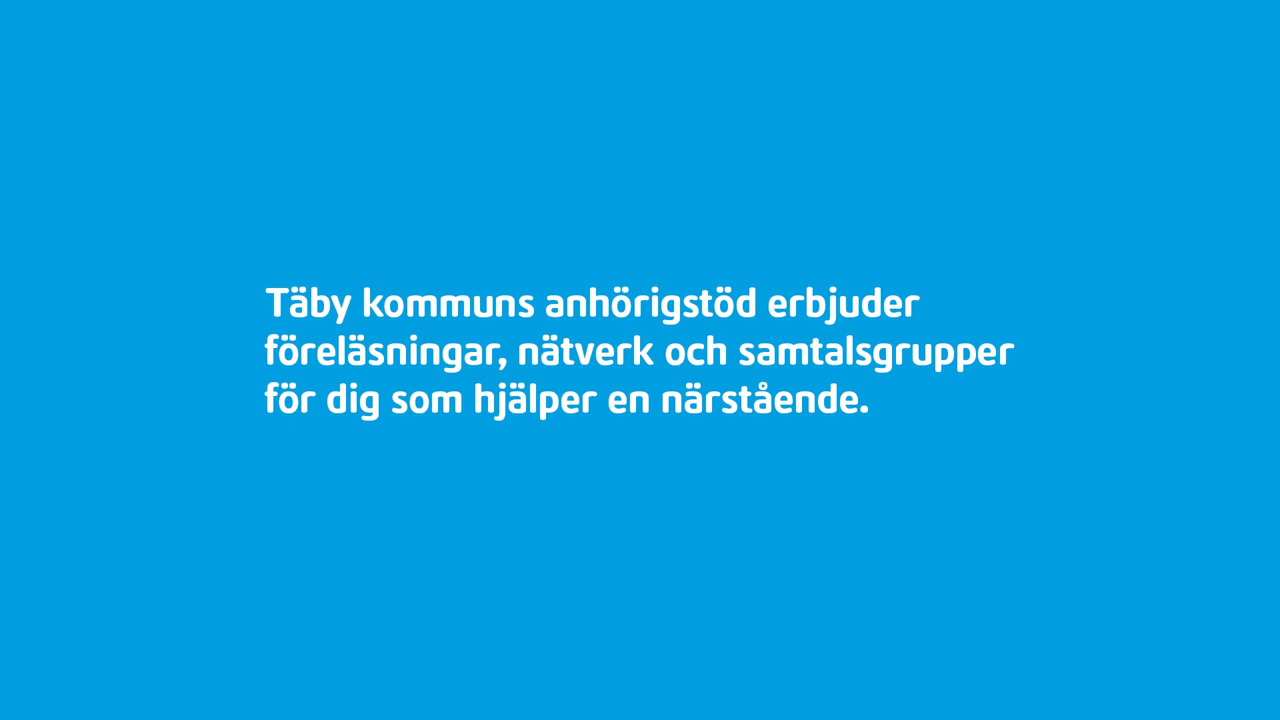 Täby kommuns anhörigstöd erbjuder
föreläsningar, nätverk och samtalsgrupper
för dig som hjälper en närstående.